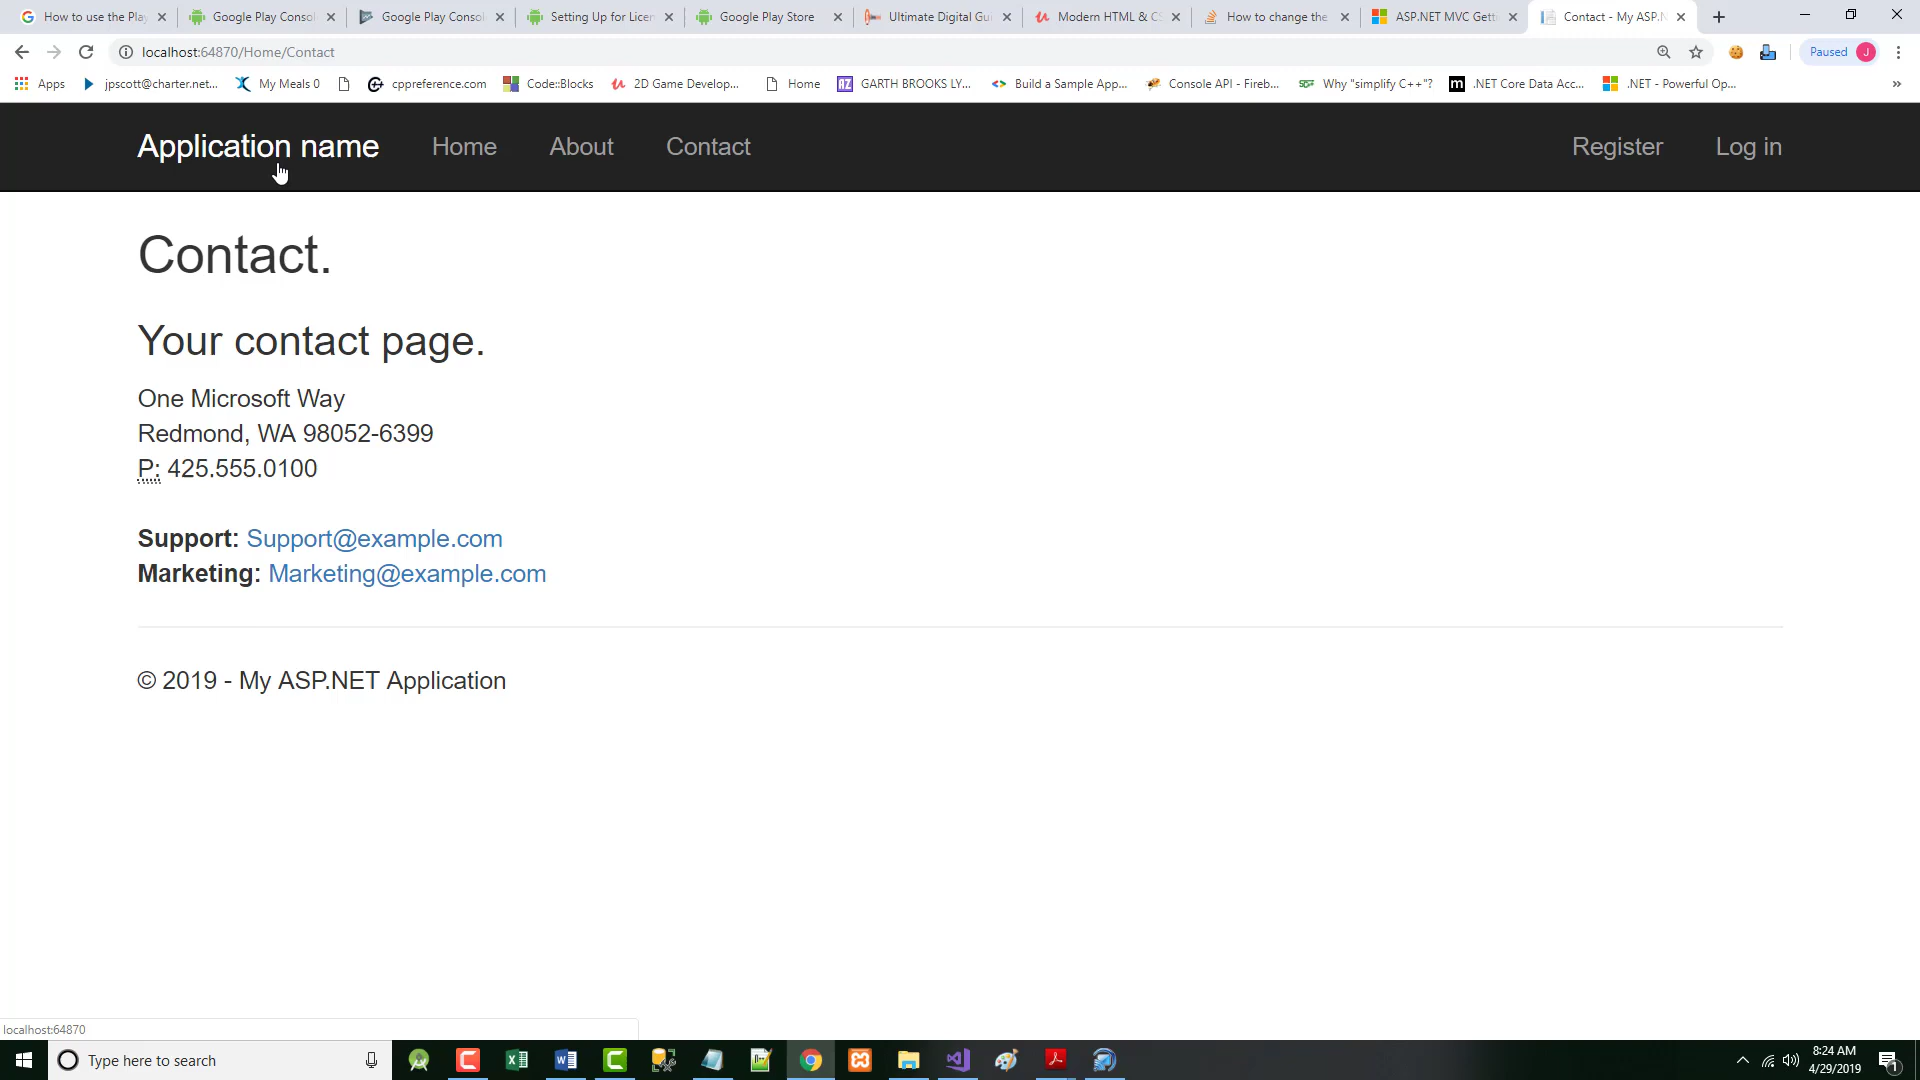 How to use the Play
Google Play Consol
Google Play Consol
Setting Up for Licen
Google Play Store
Ultimate Digital Gui
Modern HTML & CS
How to change the
ASP.NET MVC Getti
Contact - My ASP.N
localhost:64870/Home/Contact
Paused J
Apps
jpscott@charter.net...
My Meals 0
cppreference.com
Code::Blocks
2D Game Develop...
Home
AZ GARTH BROOKS LY...
Build a Sample App...
Console API - Fireb...
Why "simplify C++"?
m .NET Core Data Acc...
.NET - Powerful Op...
»
Application name Home About Contact Register Log in
Contact.
Your contact page.
One Microsoft Way
Redmond, WA 98052-6399
P: 425.555.0100
Support: Support@example.com
Marketing: Marketing@example.com
© 2019 - My ASP.NET Application
localhost:64870
Type here to search
8:24 AM
4/29/2019
1